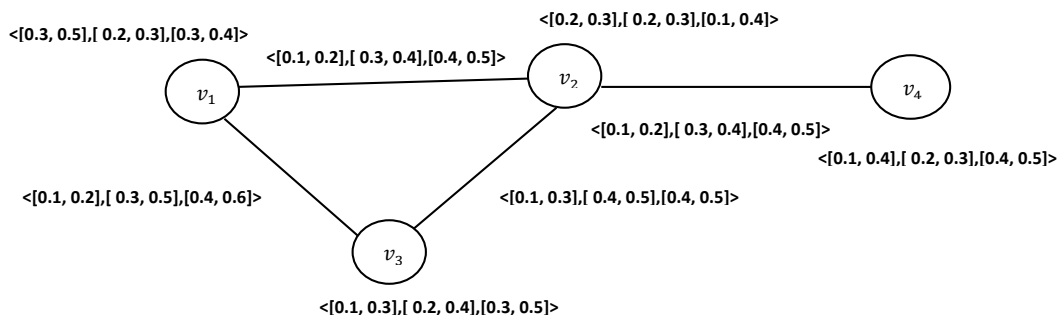 <[0.2, 0.3],[ 0.2, 0.3],[0.1, 0.4]>
<[0.3, 0.5],[ 0.2, 0.3],[0.3, 0.4]>
<[0.1, 0.2],[ 0.3, 0.4],[0.4, 0.5]>
v₁
v₂
v₄
<[0.1, 0.2],[ 0.3, 0.4],[0.4, 0.5]>
<[0.1, 0.4],[ 0.2, 0.3],[0.4, 0.5]>
<[0.1, 0.2],[ 0.3, 0.5],[0.4, 0.6]>
<[0.1, 0.3],[ 0.4, 0.5],[0.4, 0.5]>
v₃
<[0.1, 0.3],[ 0.2, 0.4],[0.3, 0.5]>